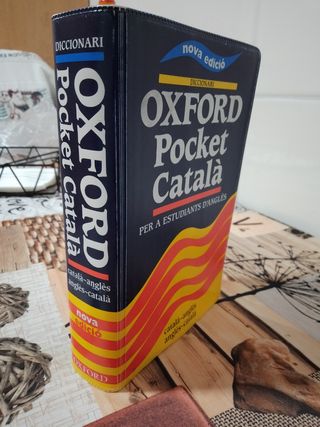 DICCIONARI
OXFORD
Pocket Català
català-anglès
anglès-català
nova
edició
OXFORD
nova edició
DICCIONARI
OXFORD
Pocket
Català
PER A ESTUDIANTS D'ANGLÈS
català-anglès
anglès-català